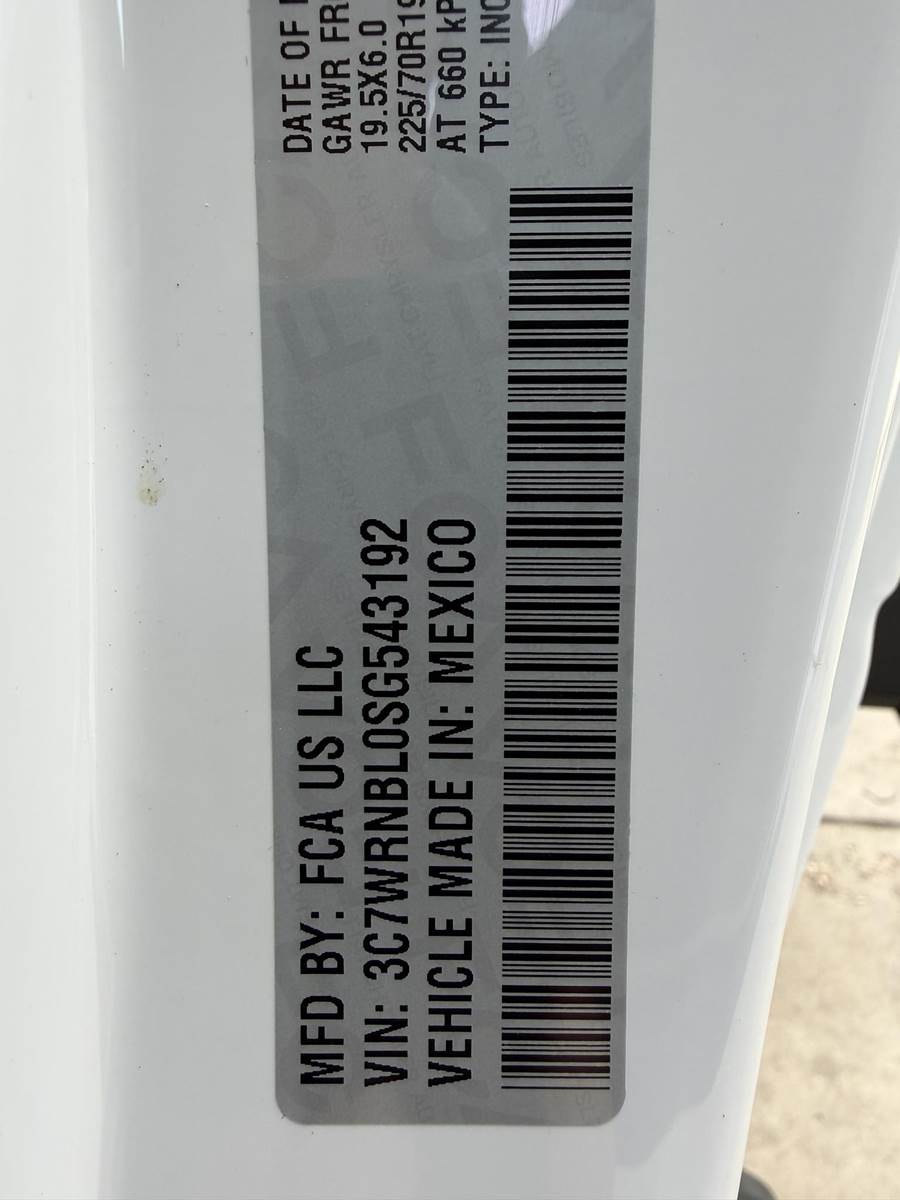 MFD BY: FCA US LLC
VIN: 3C7WRNBL0SG543192
VEHICLE MADE IN: MEXICO
DATE OF
GAWR FR
19.5X6.0
225/70R19
AT 660 kP
TYPE: INC